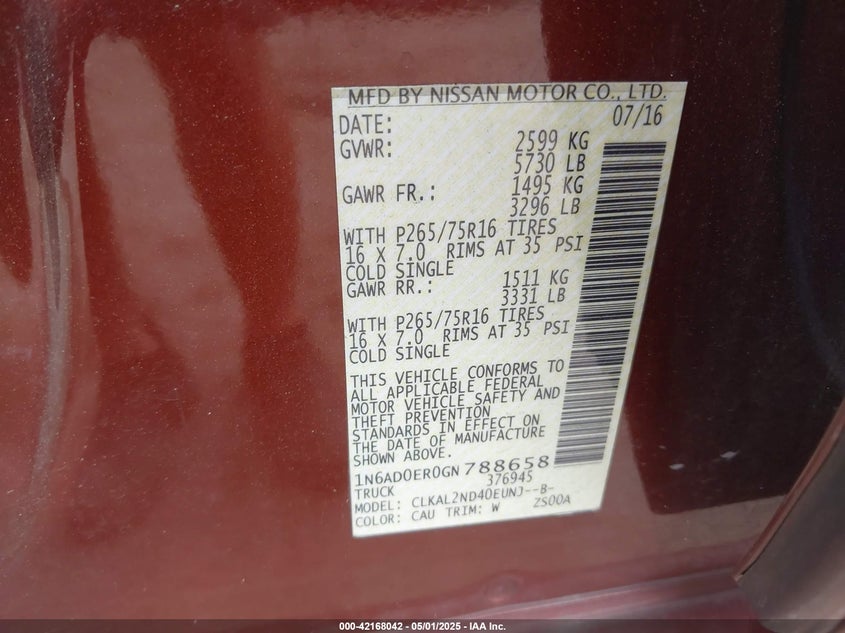 MFD BY NISSAN MOTOR CO., LTD.
DATE: 07/16
GVWR: 2599 KG
5730 LB
GAWR FR.: 1495 KG
3296 LB
WITH P265/75R16 TIRES
16 X 7.0 RIMS AT 35 PSI
COLD SINGLE
GAWR RR.: 1511 KG
3331 LB
WITH P265/75R16 TIRES
16 X 7.0 RIMS AT 35 PSI
COLD SINGLE
THIS VEHICLE CONFORMS TO
ALL APPLICABLE FEDERAL
MOTOR VEHICLE SAFETY AND
THEFT PREVENTION
STANDARDS IN EFFECT ON
THE DATE OF MANUFACTURE
SHOWN ABOVE.
1N6AD0ER0GN788658
TRUCK 376945
MODEL: CLKAL2ND40EUNJ--B-
COLOR: CAU TRIM: W ZS00A
000-42168042 - 05/01/2025 - IAA Inc.